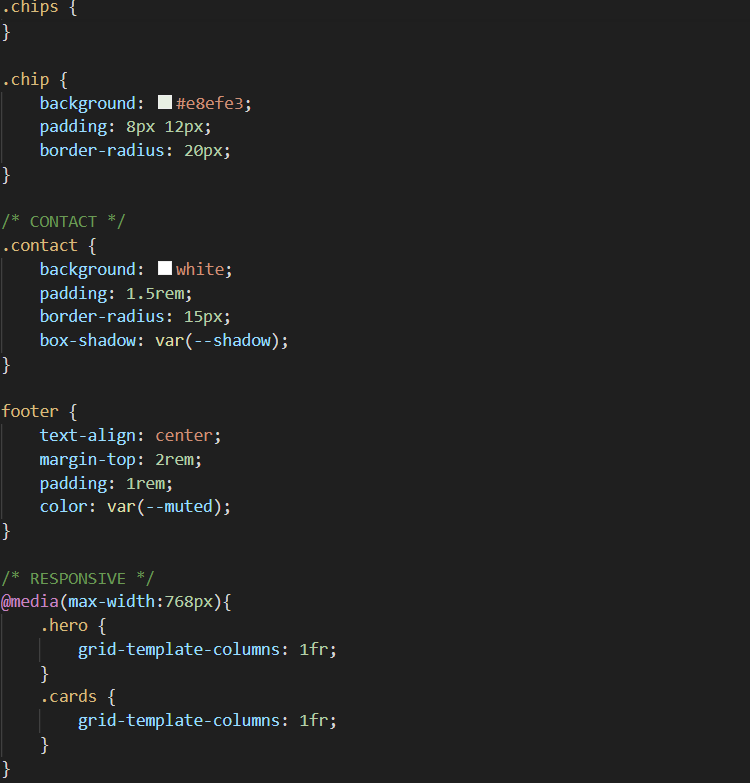 .chips {
}
.chip {
background: #e8efe3;
padding: 8px 12px;
border-radius: 20px;
}
/* CONTACT */
.contact {
background: white;
padding: 1.5rem;
border-radius: 15px;
box-shadow: var(--shadow);
}
footer {
text-align: center;
margin-top: 2rem;
padding: 1rem;
color: var(--muted);
}
/* RESPONSIVE */
@media(max-width:768px){
.hero {
grid-template-columns: 1fr;
}
.cards {
grid-template-columns: 1fr;
}
}